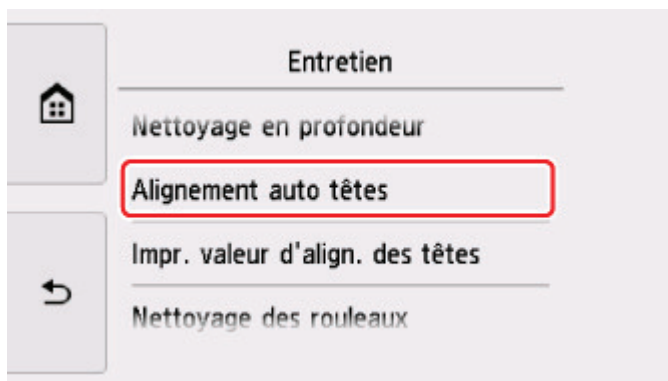 Entretien
Nettoyage en profondeur
Alignement auto têtes
Impr. valeur d'align. des têtes
Nettoyage des rouleaux